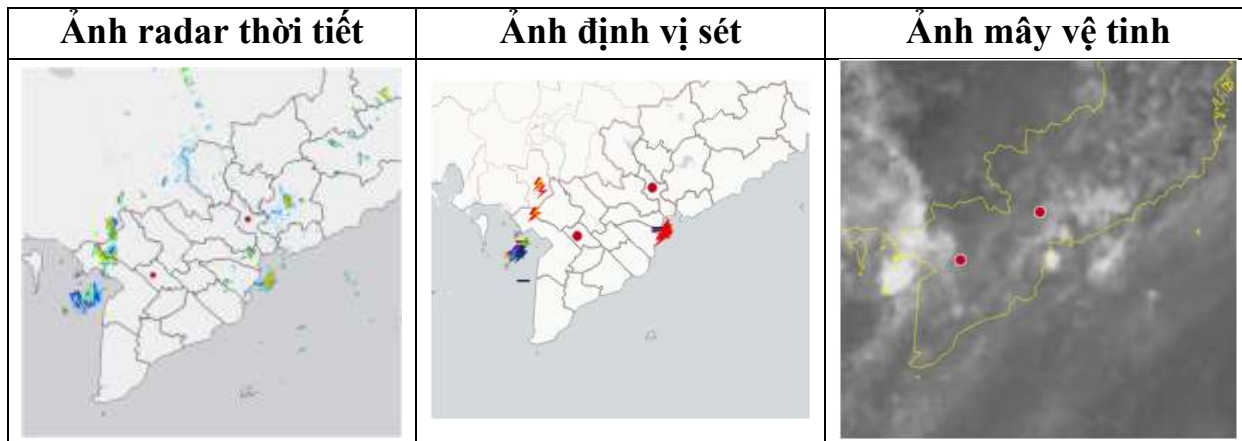 Ảnh radar thời tiết
Ảnh định vị sét
Ảnh mây vệ tinh